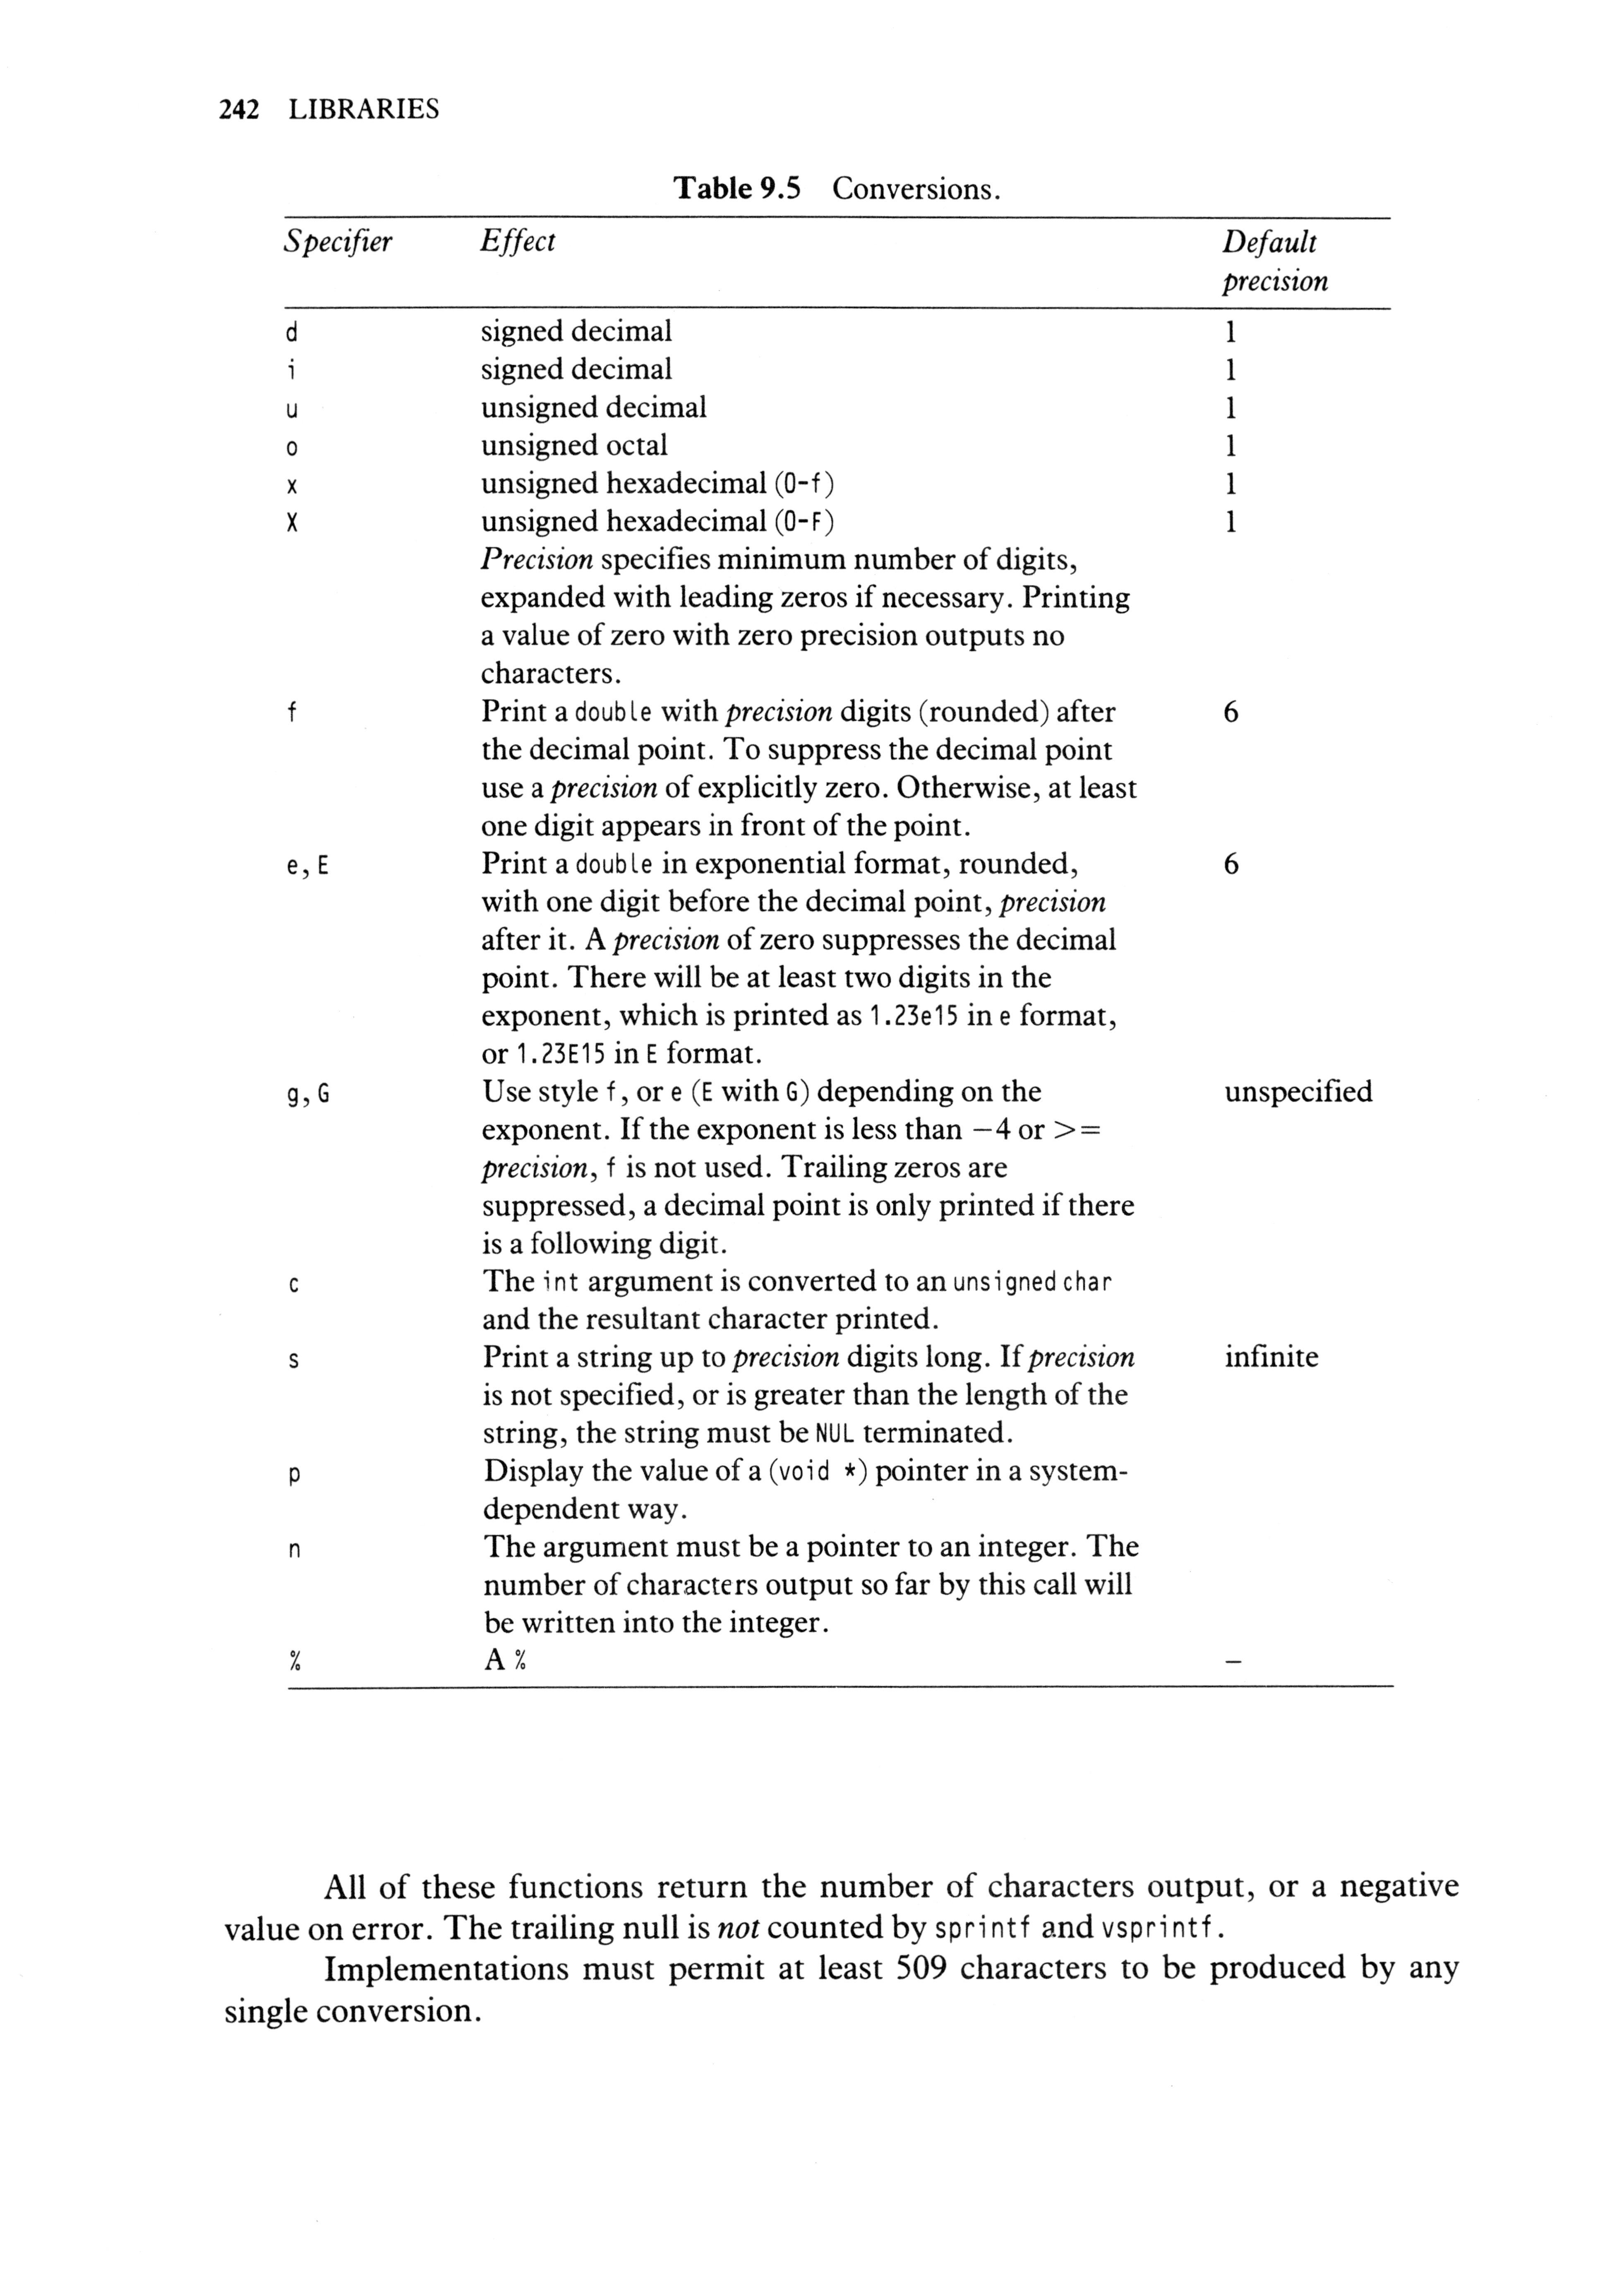 242 LIBRARIES
Table 9.5 Conversions.
Specifier Effect Default
precision
d signed decimal 1
i signed decimal 1
u unsigned decimal 1
o unsigned octal 1
x unsigned hexadecimal (0-f) 1
X unsigned hexadecimal (0-F) 1
Precision specifies minimum number of digits,
expanded with leading zeros if necessary. Printing
a value of zero with zero precision outputs no
characters.
f Print a double with precision digits (rounded) after 6
the decimal point. To suppress the decimal point
use a precision of explicitly zero. Otherwise, at least
one digit appears in front of the point.
e, E Print a double in exponential format, rounded, 6
with one digit before the decimal point, precision
after it. A precision of zero suppresses the decimal
point. There will be at least two digits in the
exponent, which is printed as 1.23e15 in e format,
or 1.23E15 in E format.
g, G Use style f, or e (E with G) depending on the unspecified
exponent. If the exponent is less than −4 or >=
precision, f is not used. Trailing zeros are
suppressed, a decimal point is only printed if there
is a following digit.
c The int argument is converted to an unsigned char
and the resultant character printed.
s Print a string up to precision digits long. If precision infinite
is not specified, or is greater than the length of the
string, the string must be NUL terminated.
p Display the value of a (void *) pointer in a system-
dependent way.
n The argument must be a pointer to an integer. The
number of characters output so far by this call will
be written into the integer.
% A % –
All of these functions return the number of characters output, or a negative
value on error. The trailing null is not counted by sprintf and vsprintf.
Implementations must permit at least 509 characters to be produced by any
single conversion.